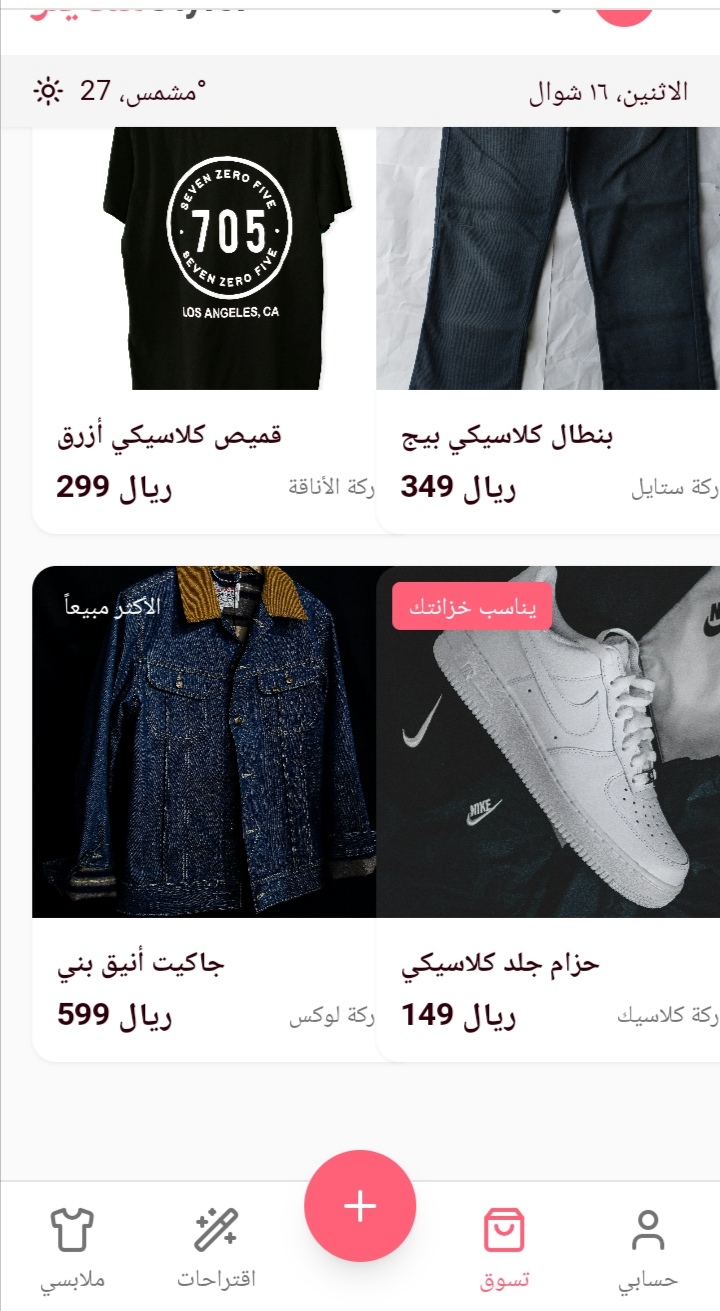 الاثنين، ١٦ شوال
مشمس، 27°
SEVEN ZERO FIVE
705
SEVEN ZERO FIVE
LOS ANGELES, CA
بنطال كلاسيكي بيج
349 ريال
ركة ستايل
قميص كلاسيكي أزرق
299 ريال
ركة الأناقة
يناسب خزانتك
NIKE
الأكثر مبيعاً
حزام جلد كلاسيكي
149 ريال
ركة كلاسيك
جاكيت أنيق بني
599 ريال
ركة لوكس
حسابي
تسوق
اقتراحات
ملابسي